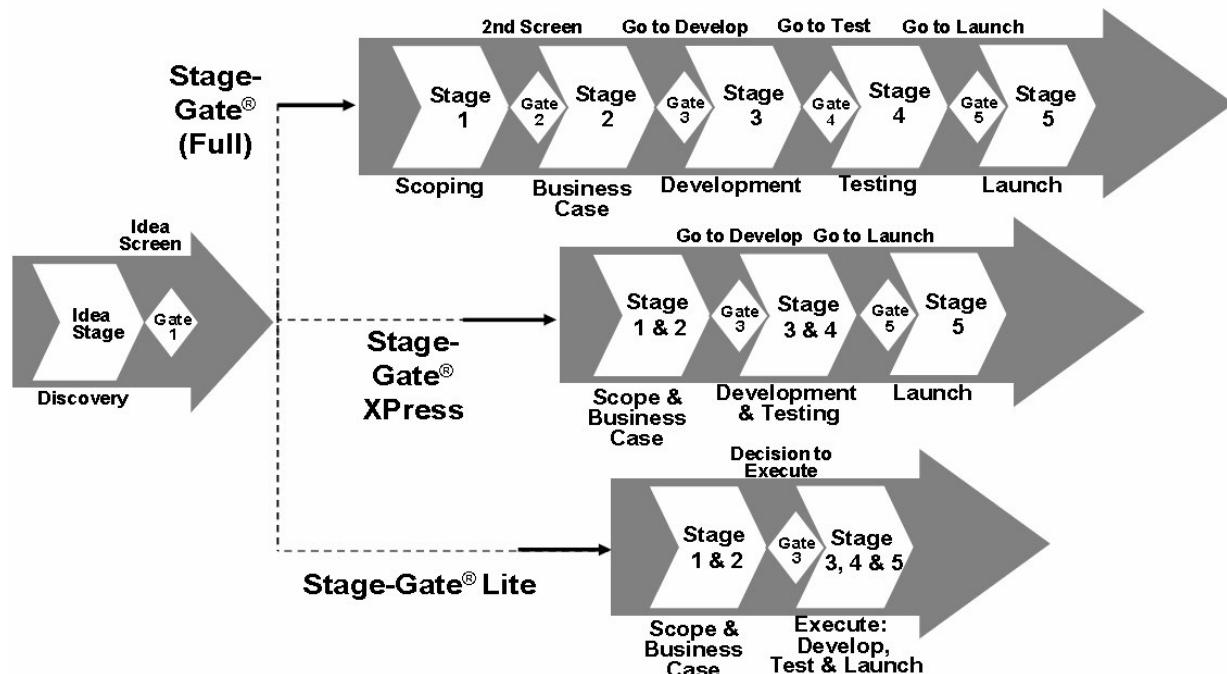 2nd Screen Go to Develop Go to Test Go to Launch
Stage-
Gate®
(Full)
Stage
1
Gate
2
Stage
2
Gate
3
Stage
3
Gate
4
Stage
4
Gate
5
Stage
5
Scoping
Business
Case
Development
Testing
Launch
Idea
Screen
Idea
Stage
Gate
1
Discovery
Go to Develop Go to Launch
Stage-
Gate®
XPress
Stage
1 & 2
Gate
3
Stage
3 & 4
Gate
5
Stage
5
Scope &
Business
Case
Development
& Testing
Launch
Decision to
Execute
Stage-Gate® Lite
Stage
1 & 2
Gate
3
Stage
3, 4 & 5
Scope &
Business
Case
Execute:
Develop,
Test & Launch